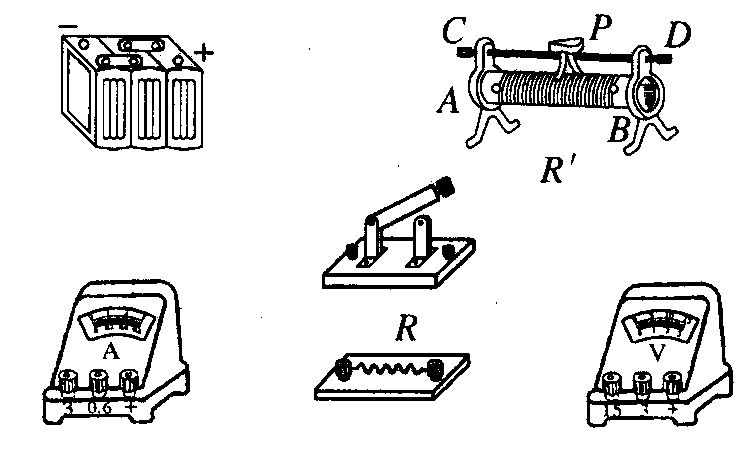 − +
C P D
A B
R′
R
A
3 0.6 +
V
15 3 +